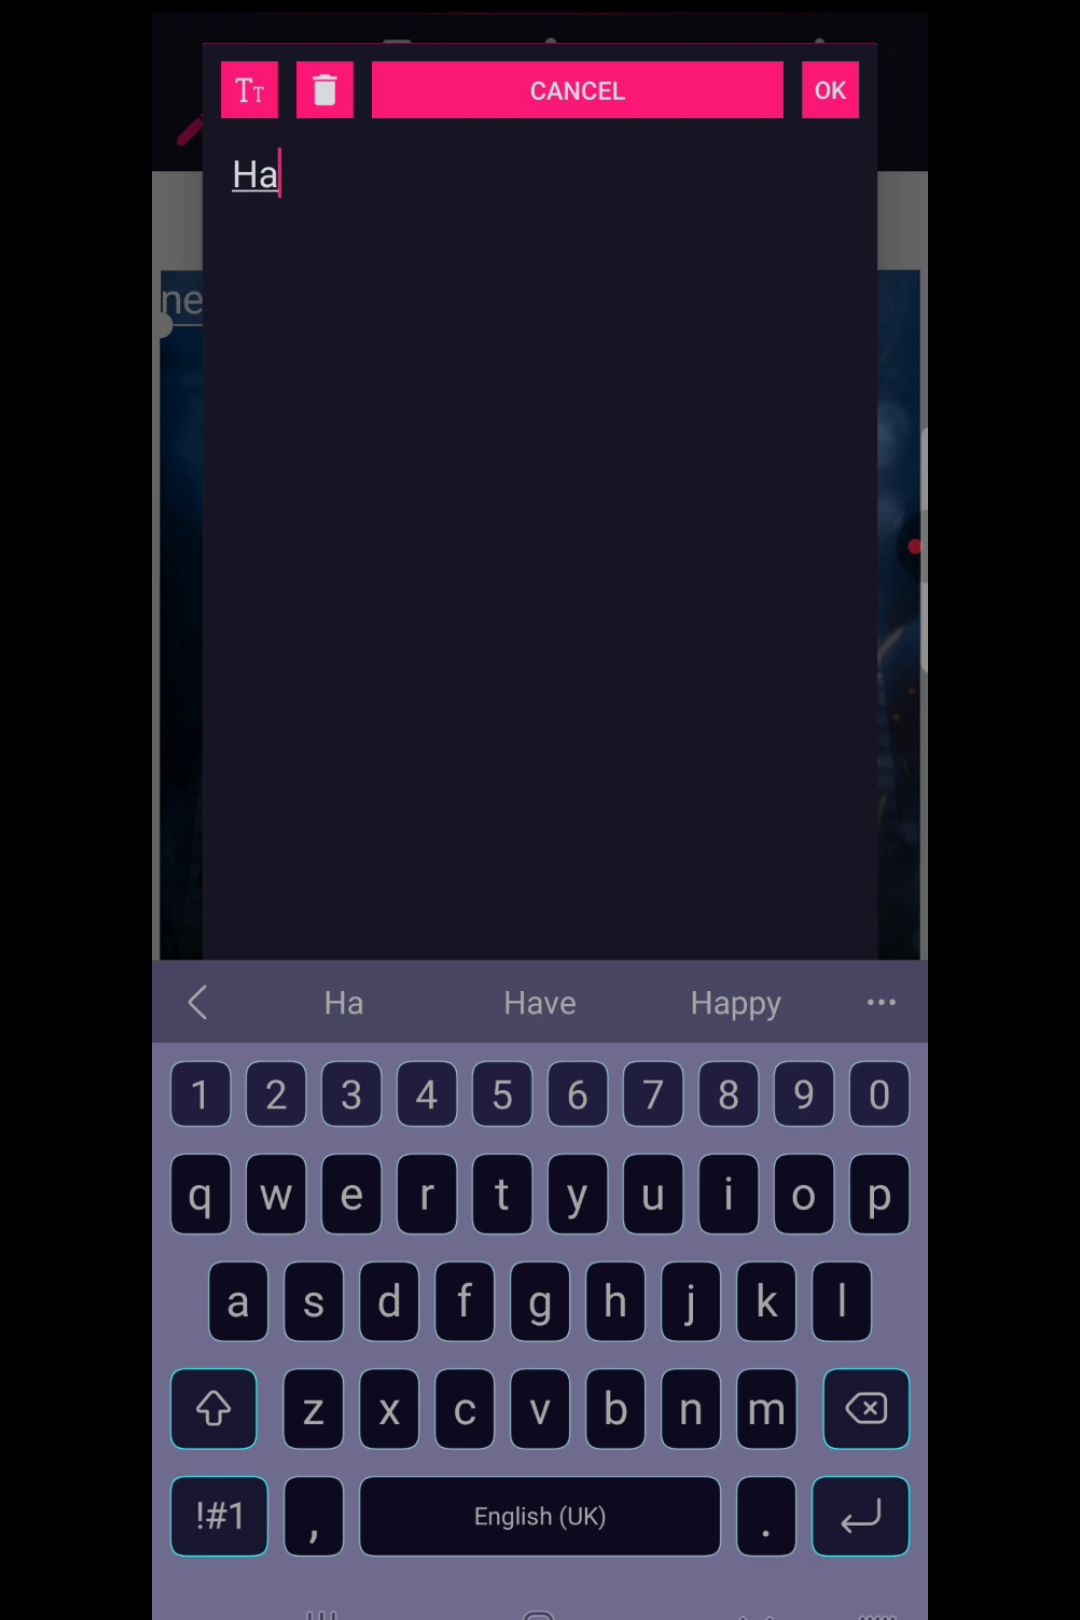 TT
CANCEL
OK
Ha
ne
Ha
Have
Happy
1 2 3 4 5 6 7 8 9 0
q w e r t y u i o p
a s d f g h j k l
z x c v b n m
!#1 , English (UK) .